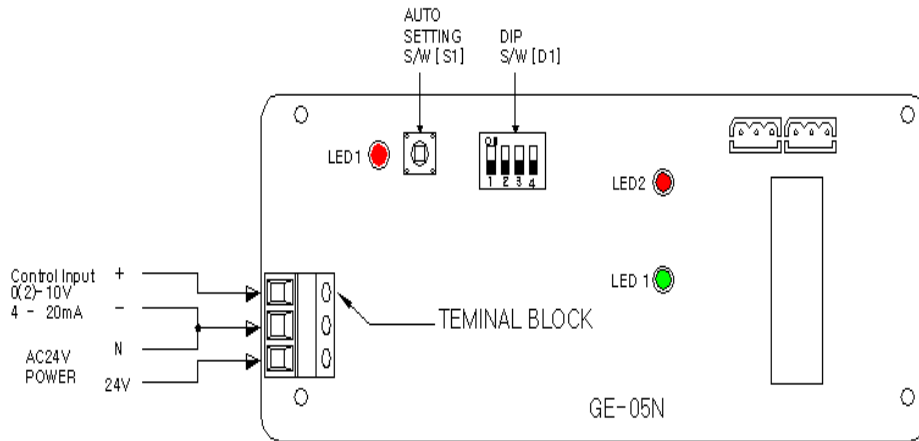 AUTO
SETTING
S/W [ S1]
DIP
S/W [D1]
LED1
ON
1 2 3 4
LED2
LED 1
Control Input
0(2)-10V
4 - 20mA
+
-
N
AC24V
POWER
24V
TEMINAL BLOCK
GE-05N